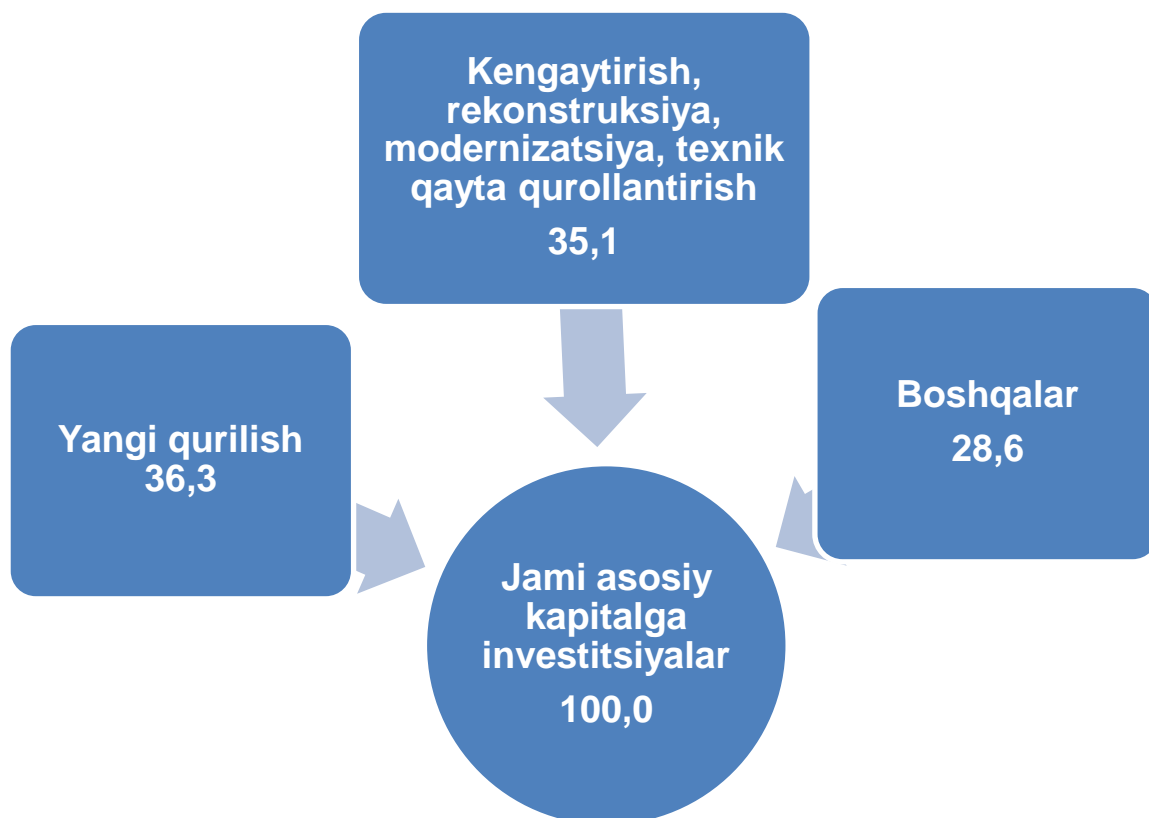 Kengaytirish,
rekonstruksiya,
modernizatsiya, texnik
qayta qurollantirish
35,1
Yangi qurilish
36,3
Boshqalar
28,6
Jami asosiy
kapitalga
investitsiyalar
100,0